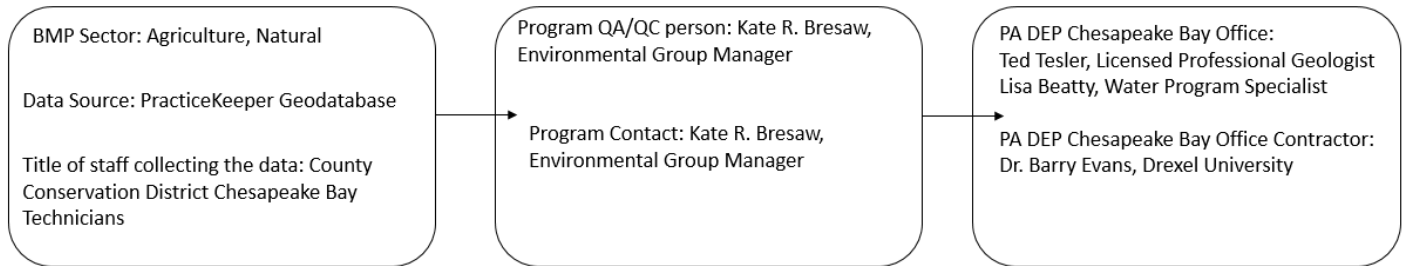 BMP Sector: Agriculture, Natural
Data Source: PracticeKeeper Geodatabase
Title of staff collecting the data: County
Conservation District Chesapeake Bay
Technicians
Program QA/QC person: Kate R. Bresaw,
Environmental Group Manager
Program Contact: Kate R. Bresaw,
Environmental Group Manager
PA DEP Chesapeake Bay Office:
Ted Tesler, Licensed Professional Geologist
Lisa Beatty, Water Program Specialist
PA DEP Chesapeake Bay Office Contractor:
Dr. Barry Evans, Drexel University